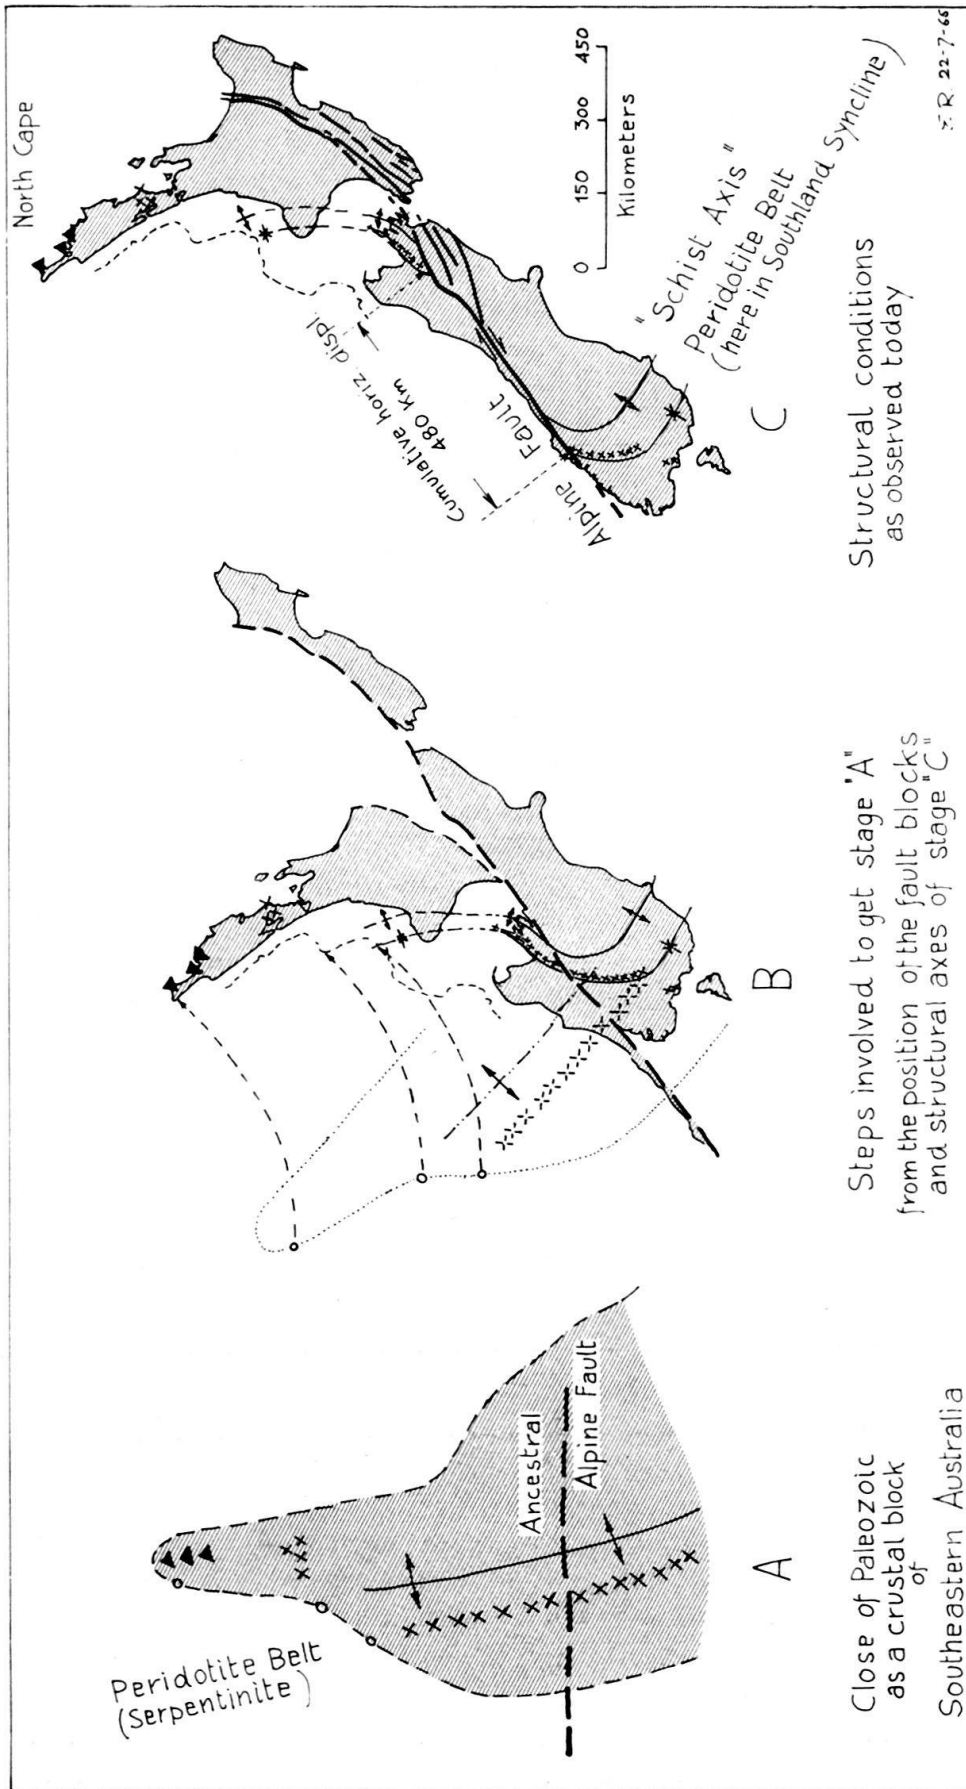 Peridotite Belt
(Serpentinite)
Ancestral
Alpine Fault
A
Close of Paleozoic
as a crustal block
of
Southeastern Australia
B
Steps involved to get stage "A"
from the position of the fault blocks
and structural axes of stage "C"
North Cape
Cumulative horiz. displ.
480 km
Alpine Fault
0 150 300 450
Kilometers
"Schist Axis"
Peridotite Belt
(here in Southland Syncline)
C
Structural conditions
as observed today
22-7-66